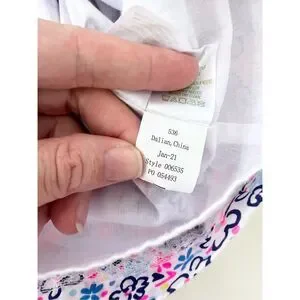 536
Dalian, China
Jan-21
Style 006535
PO 054493